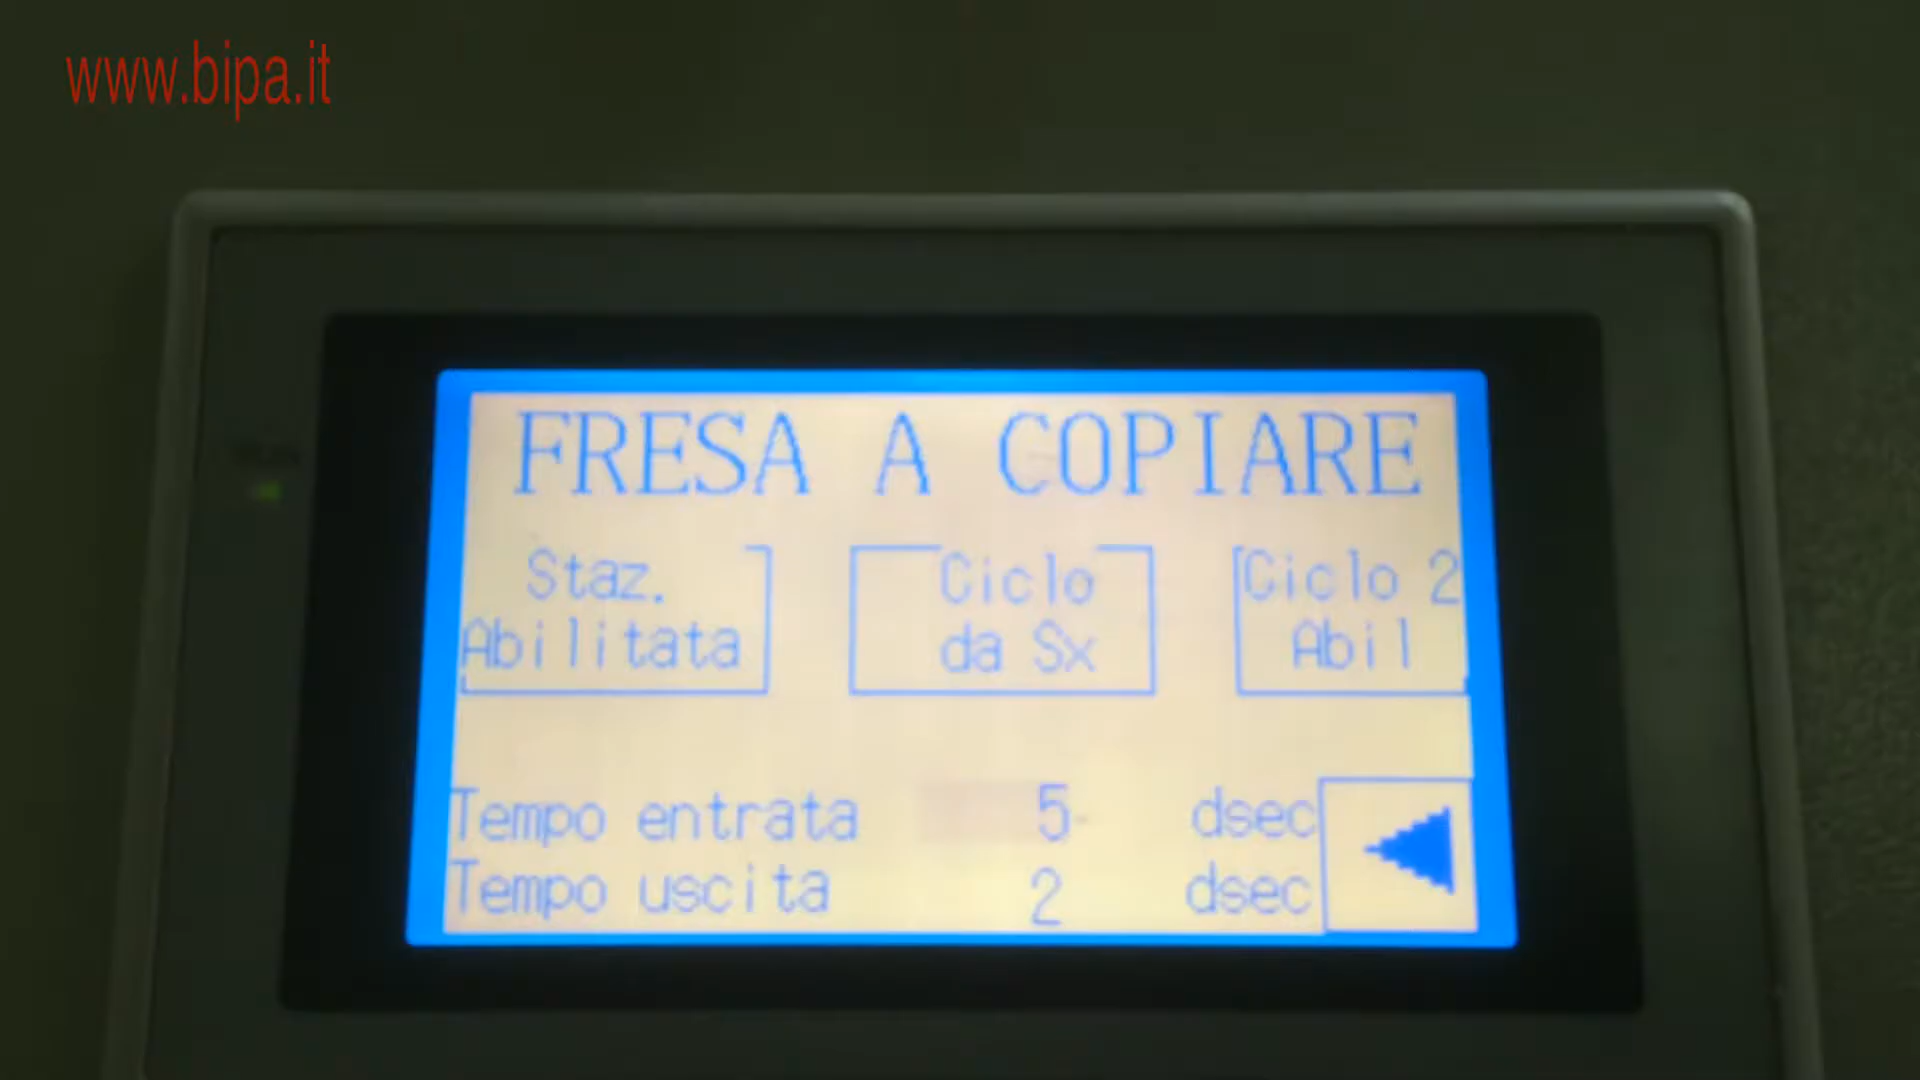 www.bipa.it
FRESA A COPIARE
Staz.
Abilitata
Ciclo
da Sx
Ciclo 2
Abil
Tempo entrata 5 dsec
Tempo uscita 2 dsec